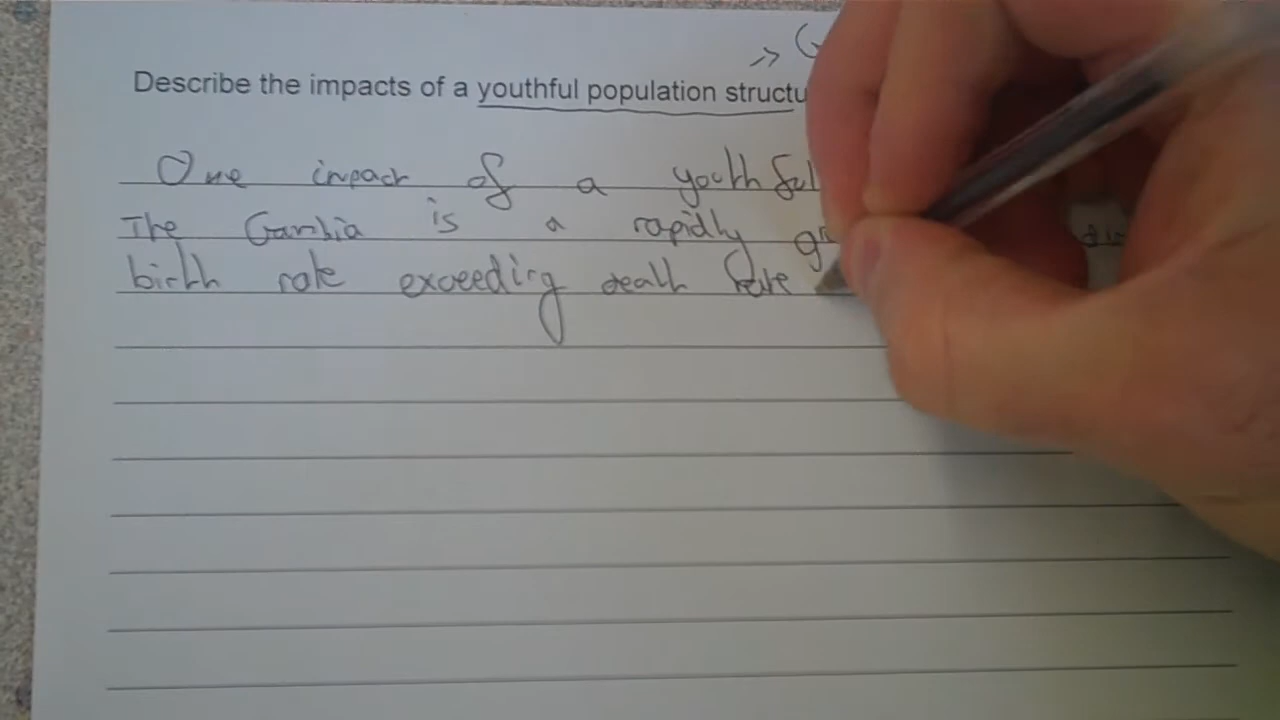 Describe the impacts of a youthful population structu
One impact of a youthful
The Gambia is a rapidly
birth rate exceeding death rate